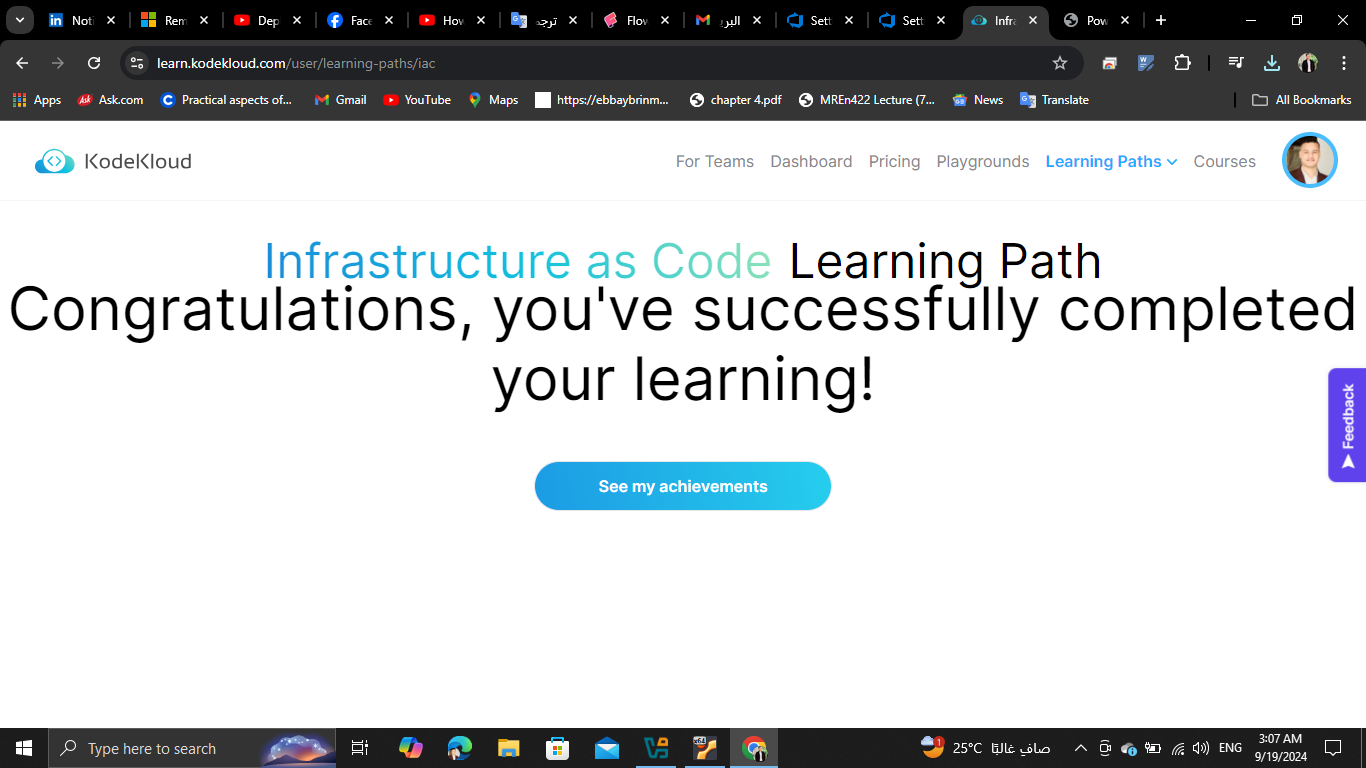 Noti
Rem
Dep
Face
How
ترجمة
Flow
البريد
Sett
Sett
Infra
Pow
learn.kodekloud.com/user/learning-paths/iac
Apps
Ask.com
Practical aspects of...
Gmail
YouTube
Maps
https://ebbaybrinm...
chapter 4.pdf
MREn422 Lecture (7...
News
Translate
All Bookmarks
KodeKloud
For Teams
Dashboard
Pricing
Playgrounds
Learning Paths
Courses
Infrastructure as Code Learning Path
Congratulations, you've successfully completed
your learning!
See my achievements
Feedback
Type here to search
25°C صافٍ غالبًا
ENG
3:07 AM
9/19/2024